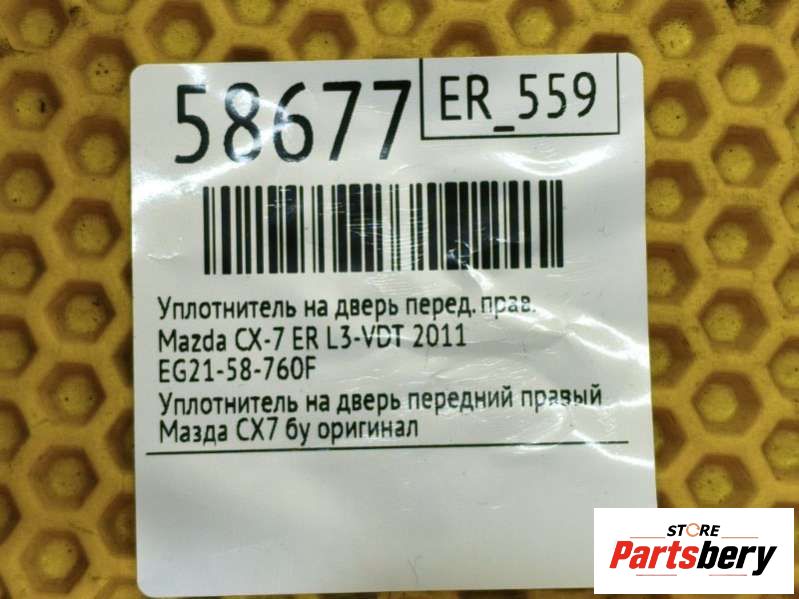 58677
ER_559
Уплотнитель на дверь перед. прав.
Mazda CX-7 ER L3-VDT 2011
EG21-58-760F
Уплотнитель на дверь передний правый
Мазда СХ7 бу оригинал
STORE
Partsbery